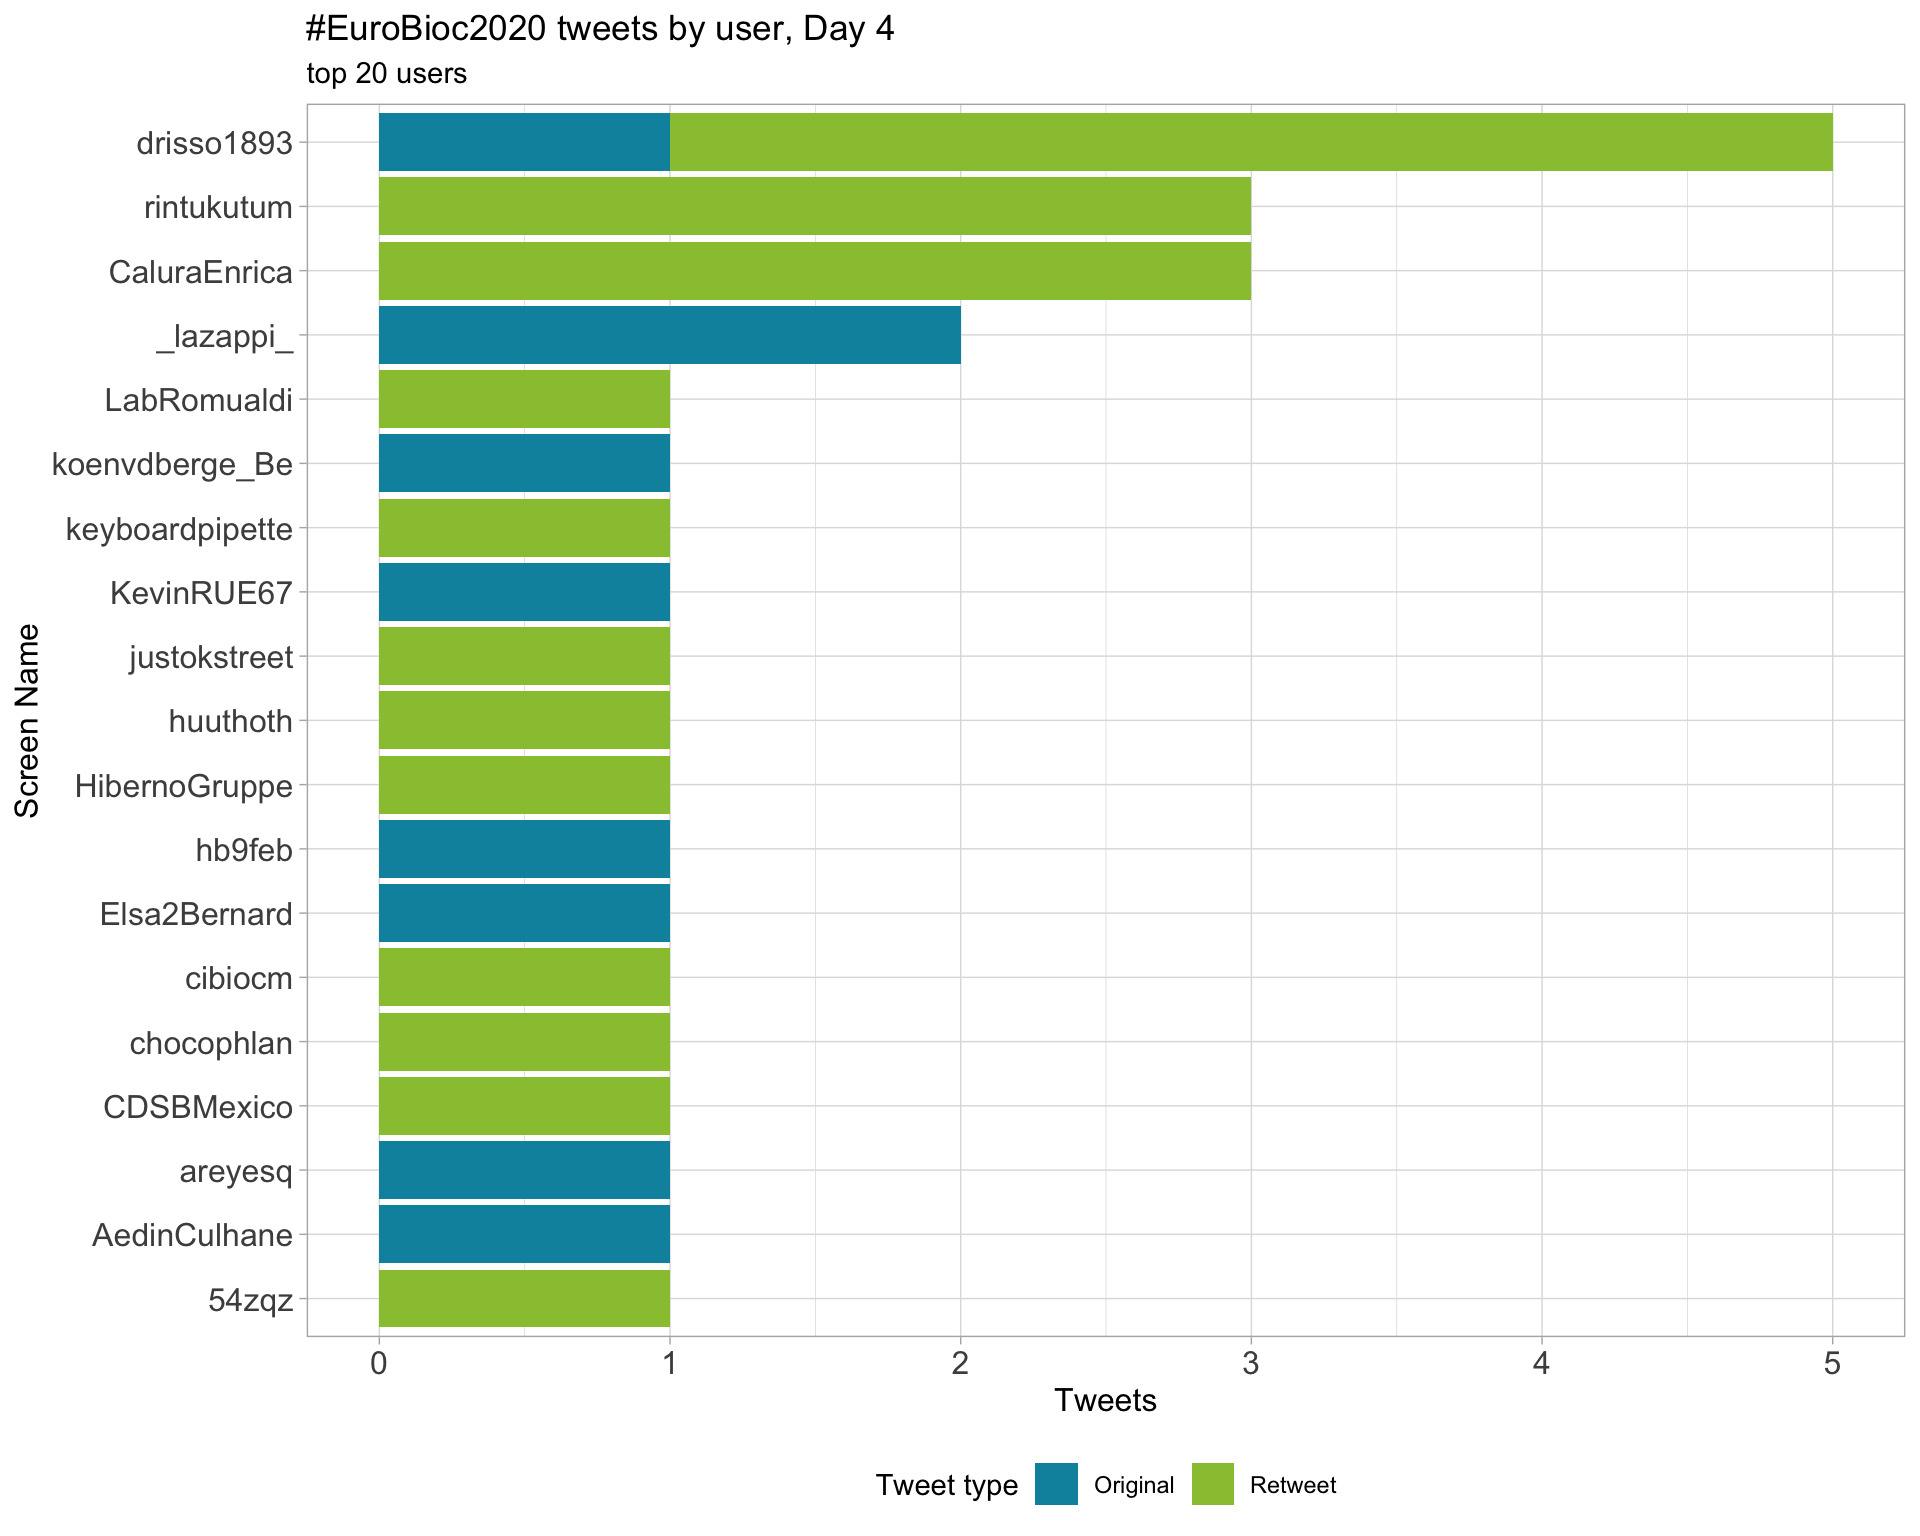 #EuroBioc2020 tweets by user, Day 4
top 20 users
drisso1893
rintukutum
CaluraEnrica
_lazappi_
LabRomualdi
koenvdberge_Be
keyboardpipette
KevinRUE67
justokstreet
huuthoth
HibernoGruppe
hb9feb
Elsa2Bernard
cibiocm
chocophlan
CDSBMexico
areyesq
AedinCulhane
54zqz
Screen Name
0 1 2 3 4 5
Tweets
Tweet type Original Retweet